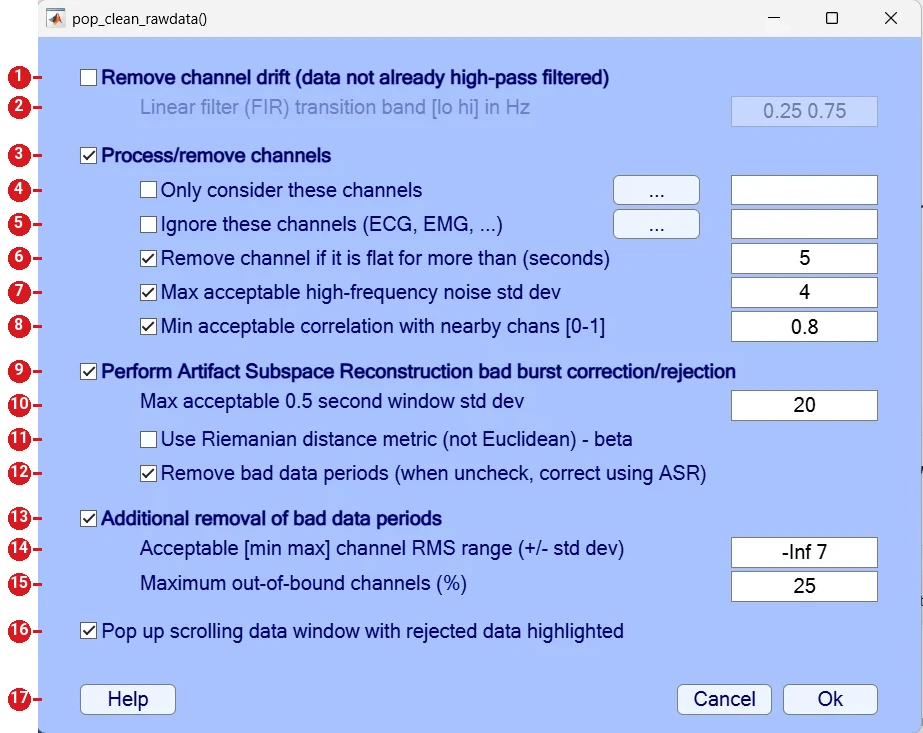 pop_clean_rawdata()
1 Remove channel drift (data not already high-pass filtered)
2 Linear filter (FIR) transition band [lo hi] in Hz 0.25 0.75
3 Process/remove channels
4 Only consider these channels ...
5 Ignore these channels (ECG, EMG, ...) ...
6 Remove channel if it is flat for more than (seconds) 5
7 Max acceptable high-frequency noise std dev 4
8 Min acceptable correlation with nearby chans [0-1] 0.8
9 Perform Artifact Subspace Reconstruction bad burst correction/rejection
10 Max acceptable 0.5 second window std dev 20
11 Use Riemanian distance metric (not Euclidean) - beta
12 Remove bad data periods (when uncheck, correct using ASR)
13 Additional removal of bad data periods
14 Acceptable [min max] channel RMS range (+/- std dev) -Inf 7
15 Maximum out-of-bound channels (%) 25
16 Pop up scrolling data window with rejected data highlighted
17 Help Cancel Ok